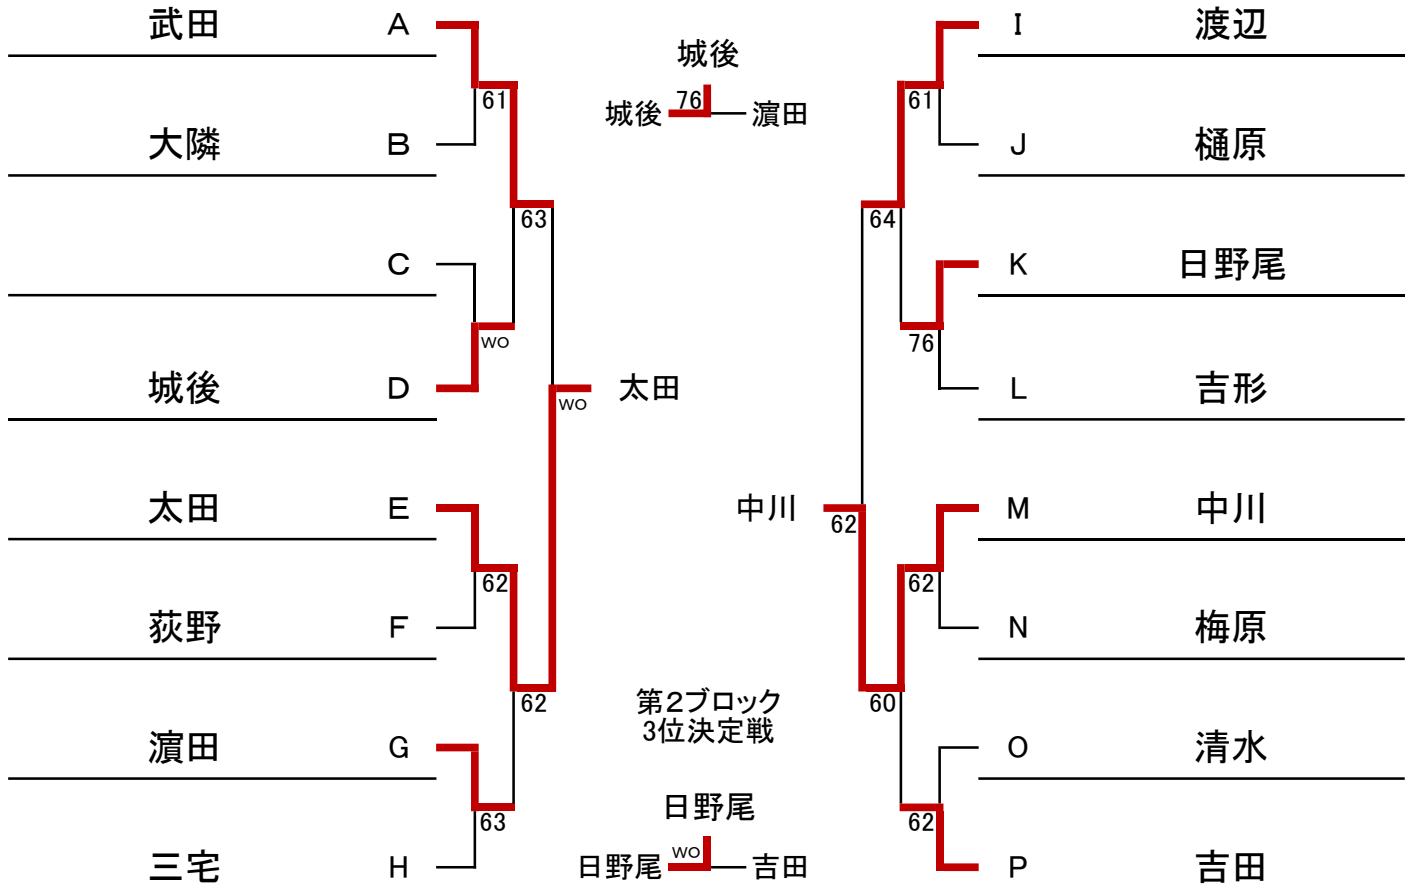 武田 A
61
大隣 B
63
C
wo
城後 D
wo 太田
太田 E
62
荻野 F
62
濵田 G
63
三宅 H
城後
城後 76 濵田
第2ブロック
3位決定戦
日野尾
日野尾 wo 吉田
I 渡辺
61
J 樋原
64
K 日野尾
76
L 吉形
中川 62
M 中川
62
N 梅原
60
O 清水
62
P 吉田